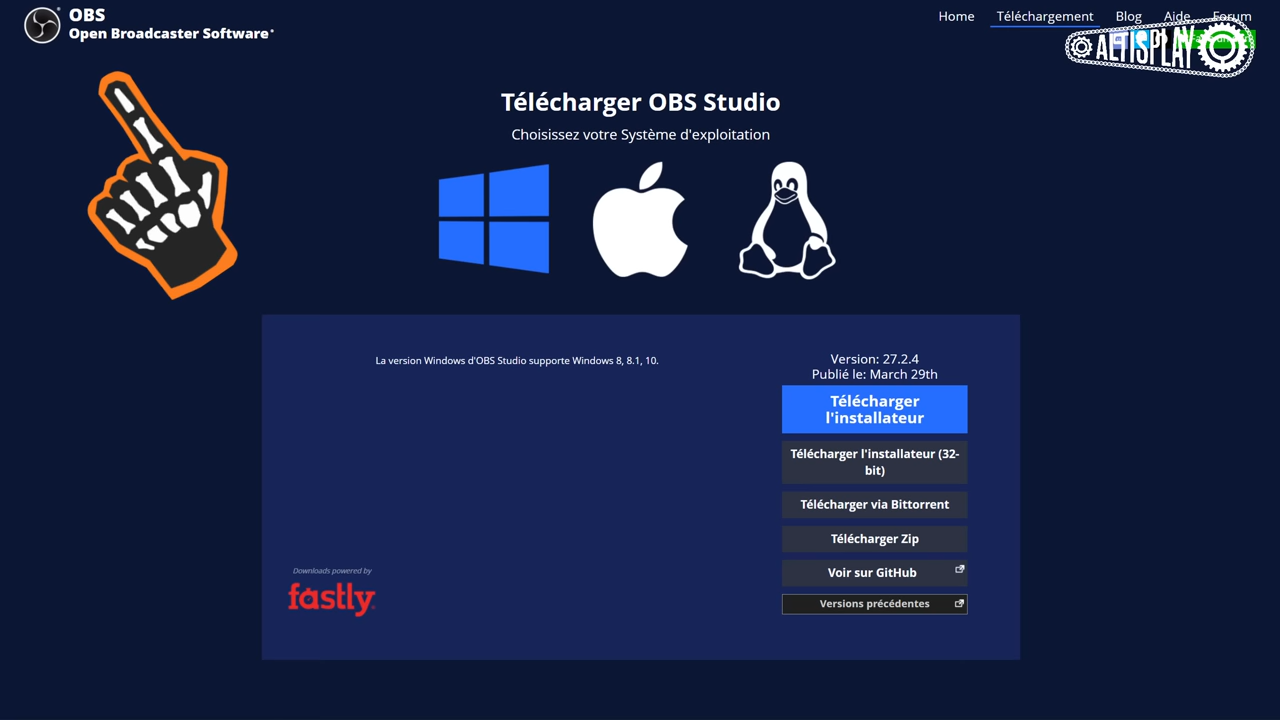 OBS
Open Broadcaster Software
Home
Téléchargement
Blog
Aide
Forum
ALTISPLAY
Télécharger OBS Studio
Choisissez votre Système d'exploitation
La version Windows d'OBS Studio supporte Windows 8, 8.1, 10.
Version: 27.2.4
Publié le: March 29th
Télécharger
l'installateur
Télécharger l'installateur (32-
bit)
Télécharger via Bittorrent
Télécharger Zip
Voir sur GitHub
Versions précédentes
Downloads powered by
fastly